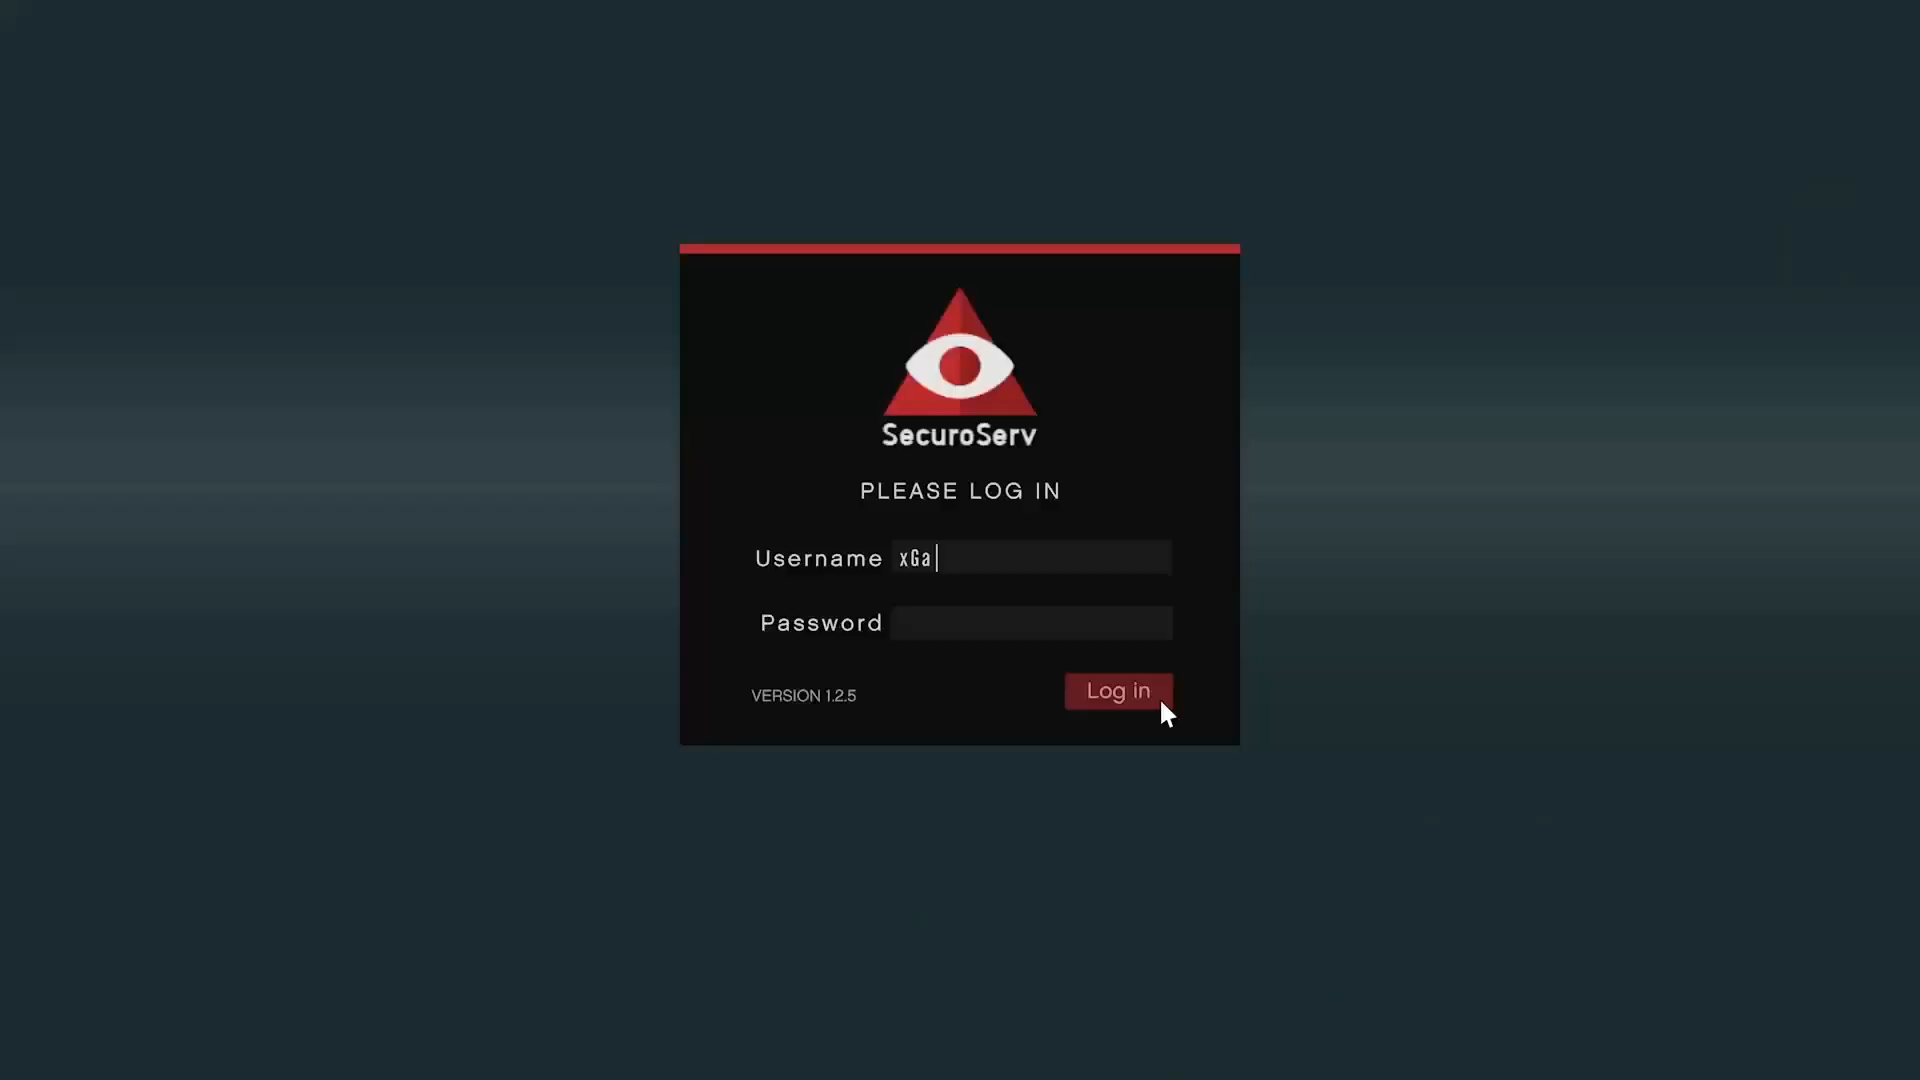 SecuroServ
PLEASE LOG IN
Username xGa
Password
VERSION 1.2.5
Log in